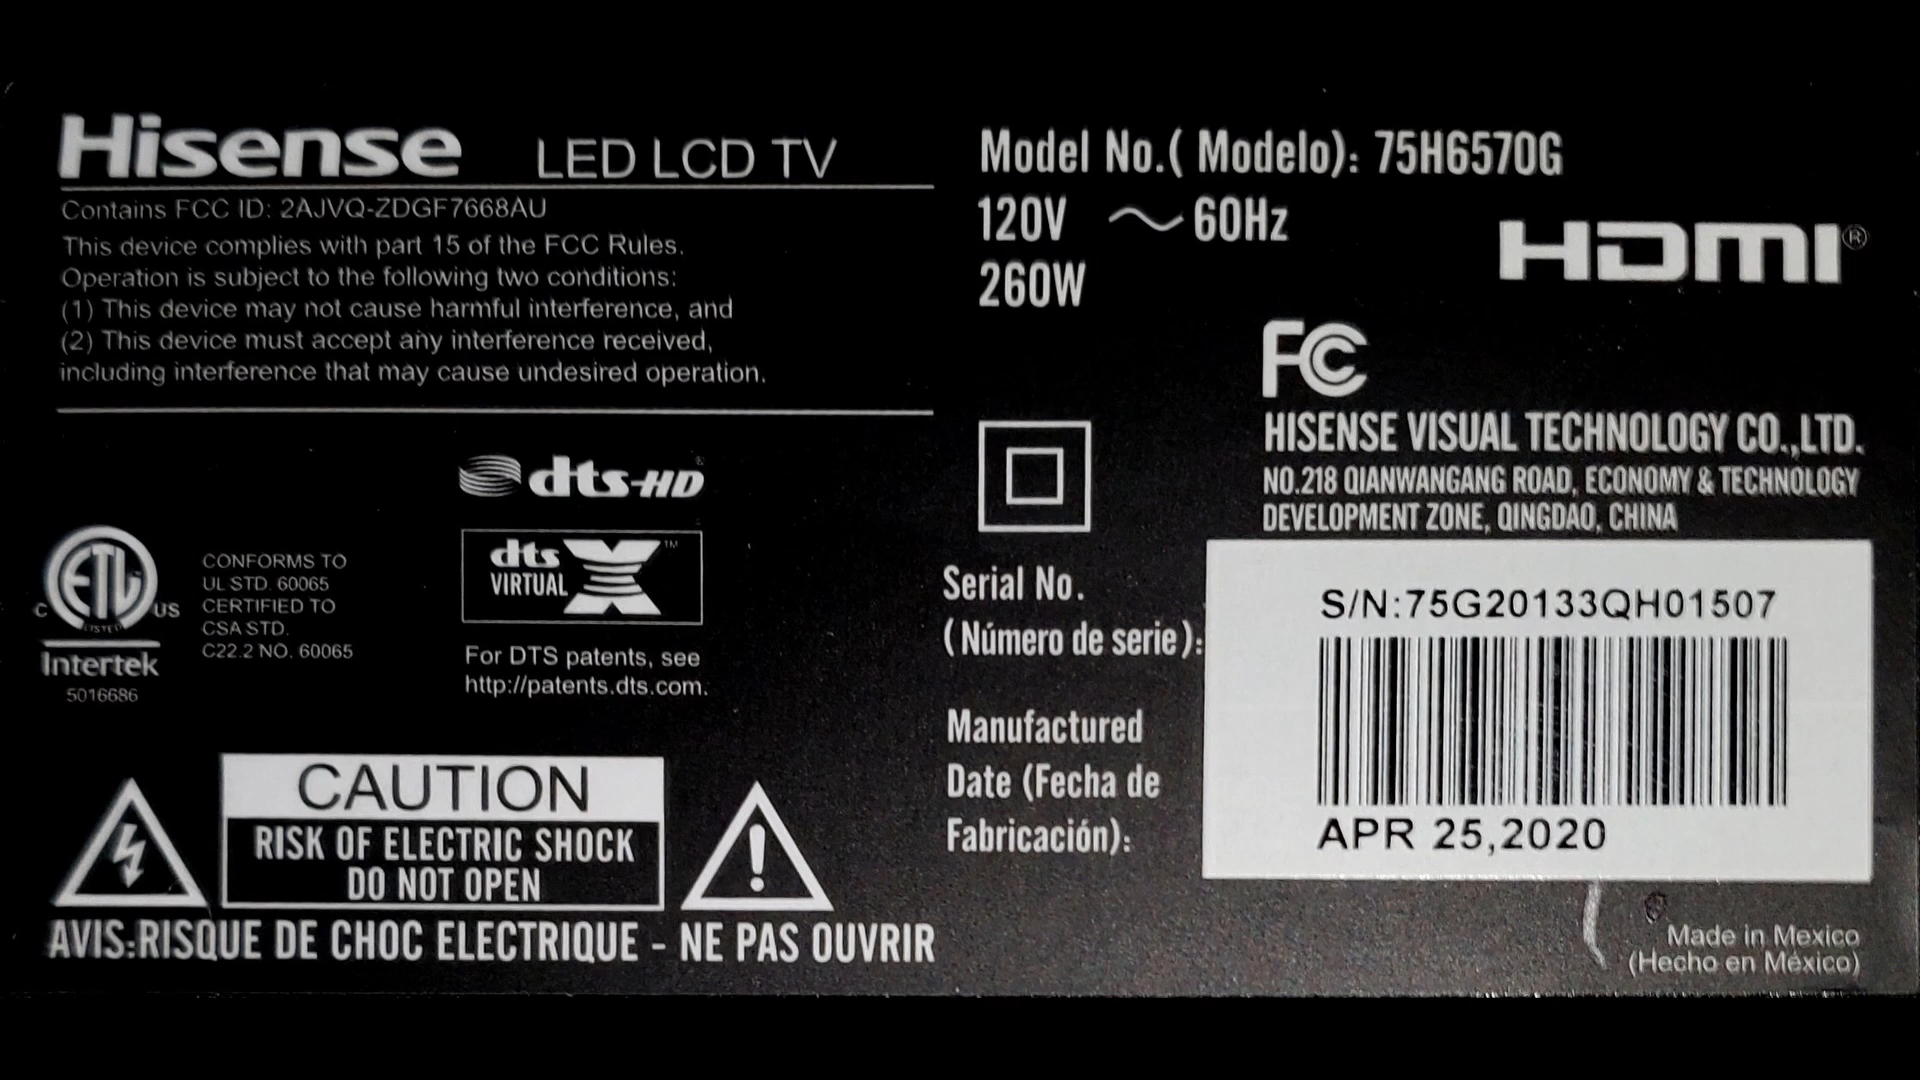 Hisense LED LCD TV
Contains FCC ID: 2AJVQ-ZDGF7668AU
This device complies with part 15 of the FCC Rules.
Operation is subject to the following two conditions:
(1) This device may not cause harmful interference, and
(2) This device must accept any interference received,
including interference that may cause undesired operation.
dts-HD®
ETL
C US
LISTED
Intertek
5016686
CONFORMS TO
UL STD. 60065
CERTIFIED TO
CSA STD.
C22.2 NO. 60065
dts X™
VIRTUAL
For DTS patents, see
http://patents.dts.com.
CAUTION
RISK OF ELECTRIC SHOCK
DO NOT OPEN
AVIS:RISQUE DE CHOC ELECTRIQUE - NE PAS OUVRIR
Model No.( Modelo): 75H6570G
120V ~ 60Hz
260W
HDMI®
FC
HISENSE VISUAL TECHNOLOGY CO.,LTD.
NO.218 QIANWANGANG ROAD, ECONOMY & TECHNOLOGY
DEVELOPMENT ZONE, QINGDAO, CHINA
Serial No.
(Número de serie):
S/N:75G20133QH01507
Manufactured
Date (Fecha de
Fabricación):
APR 25,2020
Made in Mexico
(Hecho en México)